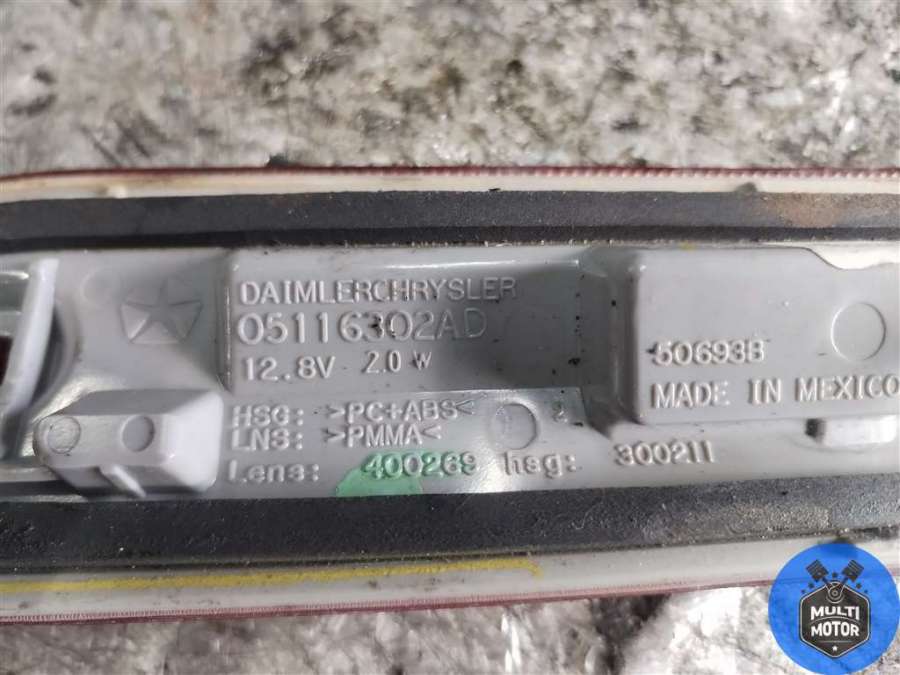 DAIMLERCHRYSLER
05116302AD
12.8V 2.0 W
50693B
MADE IN MEXICO
HSG: >PC+ABS<
LNS: >PMMA<
2
Lens: 400269 hsg: 300211
MULTI
MOTOR